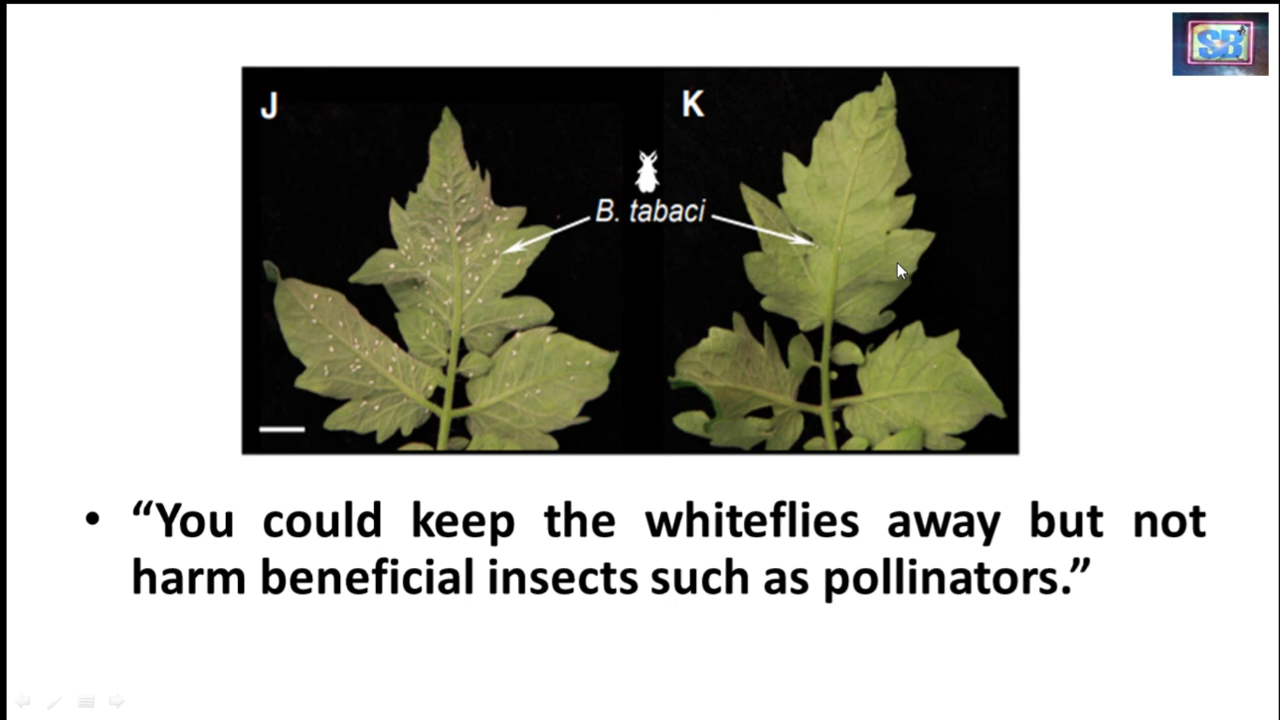 SB
J
K
B. tabaci
• “You could keep the whiteflies away but not
harm beneficial insects such as pollinators.”